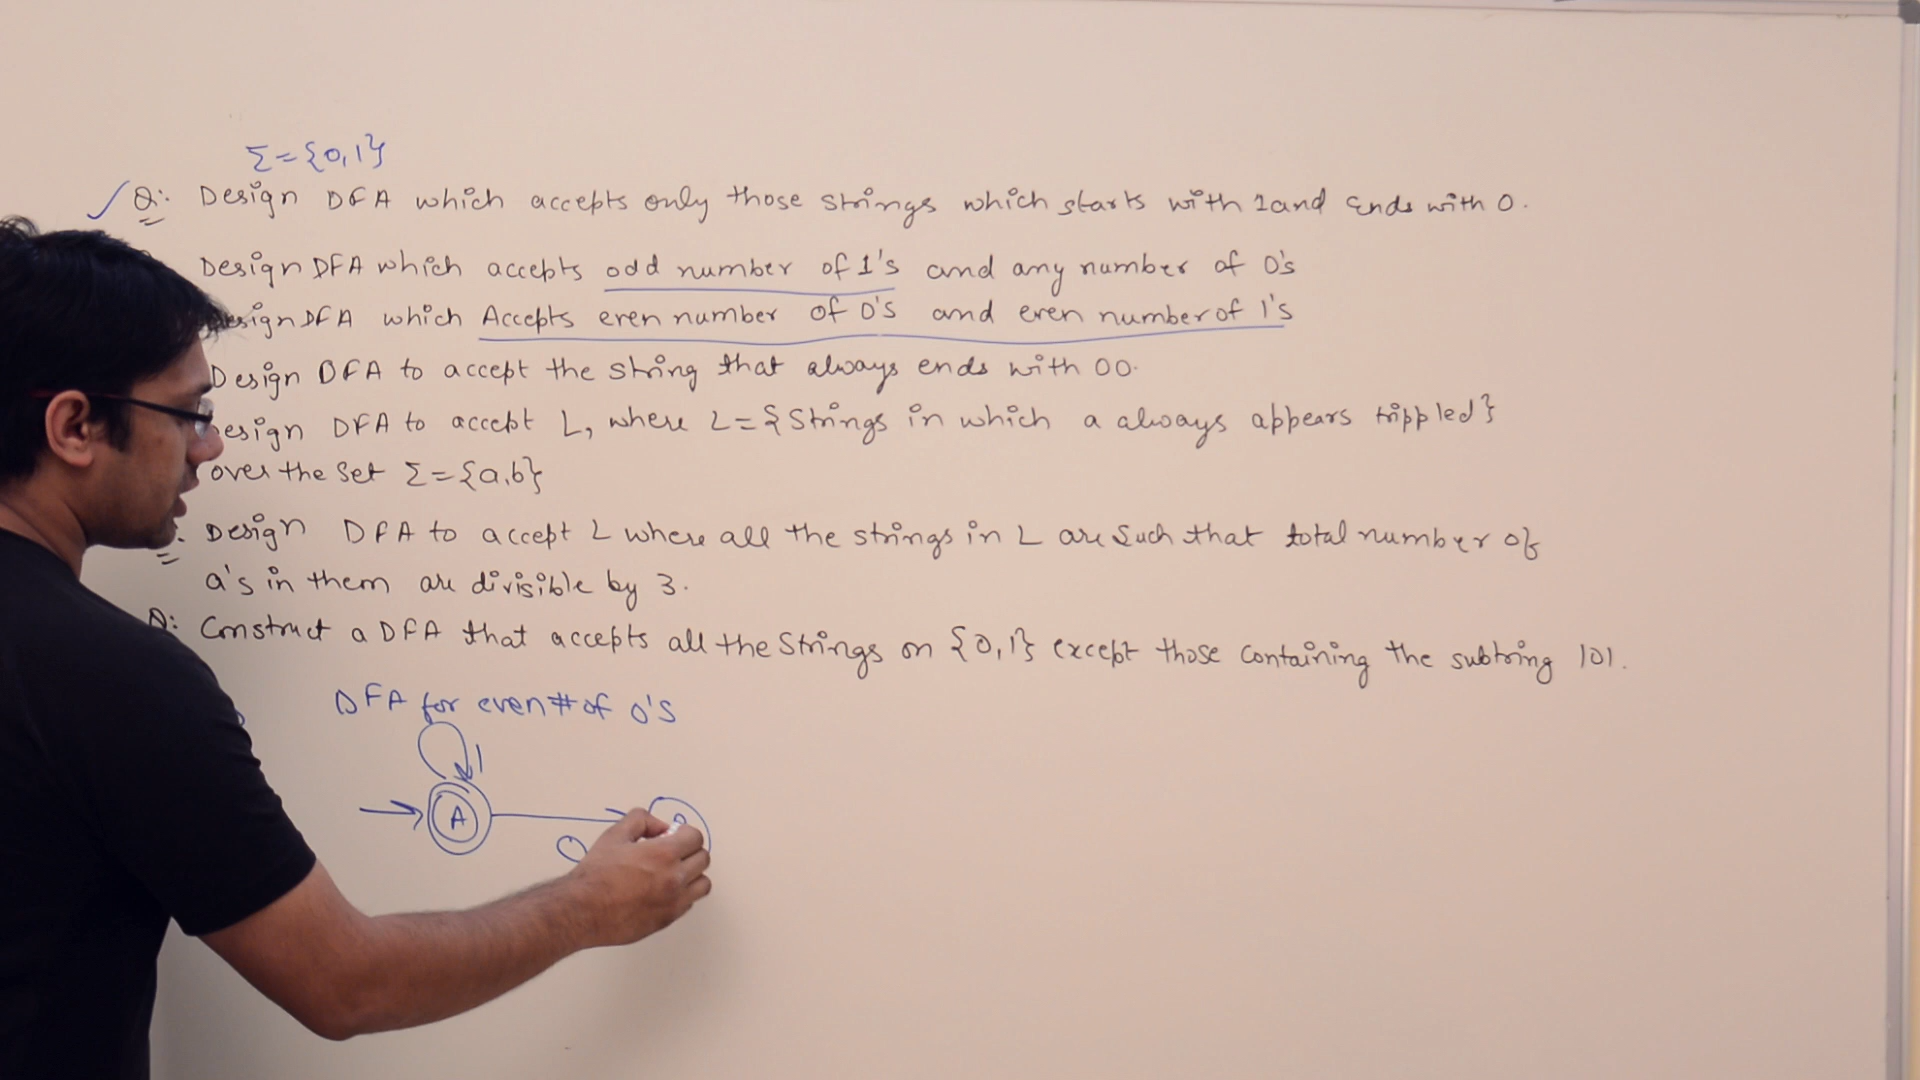 Σ={0,1}
Q: Design DFA which accepts only those strings which starts with 1 and ends with 0.
Design DFA which accepts odd number of 1's and any number of 0's
Design DFA which Accepts even number of 0's and even number of 1's
Design DFA to accept the string that always ends with 00.
Design DFA to accept L, where L={Strings in which a always appears trippled}
over the set Σ={a,b}
Design DFA to accept L where all the strings in L are such that total number of
a's in them are divisible by 3.
Q: Construct a DFA that accepts all the strings on {0,1} except those containing the subtring 101.
DFA for even # of 0's
1
A
0